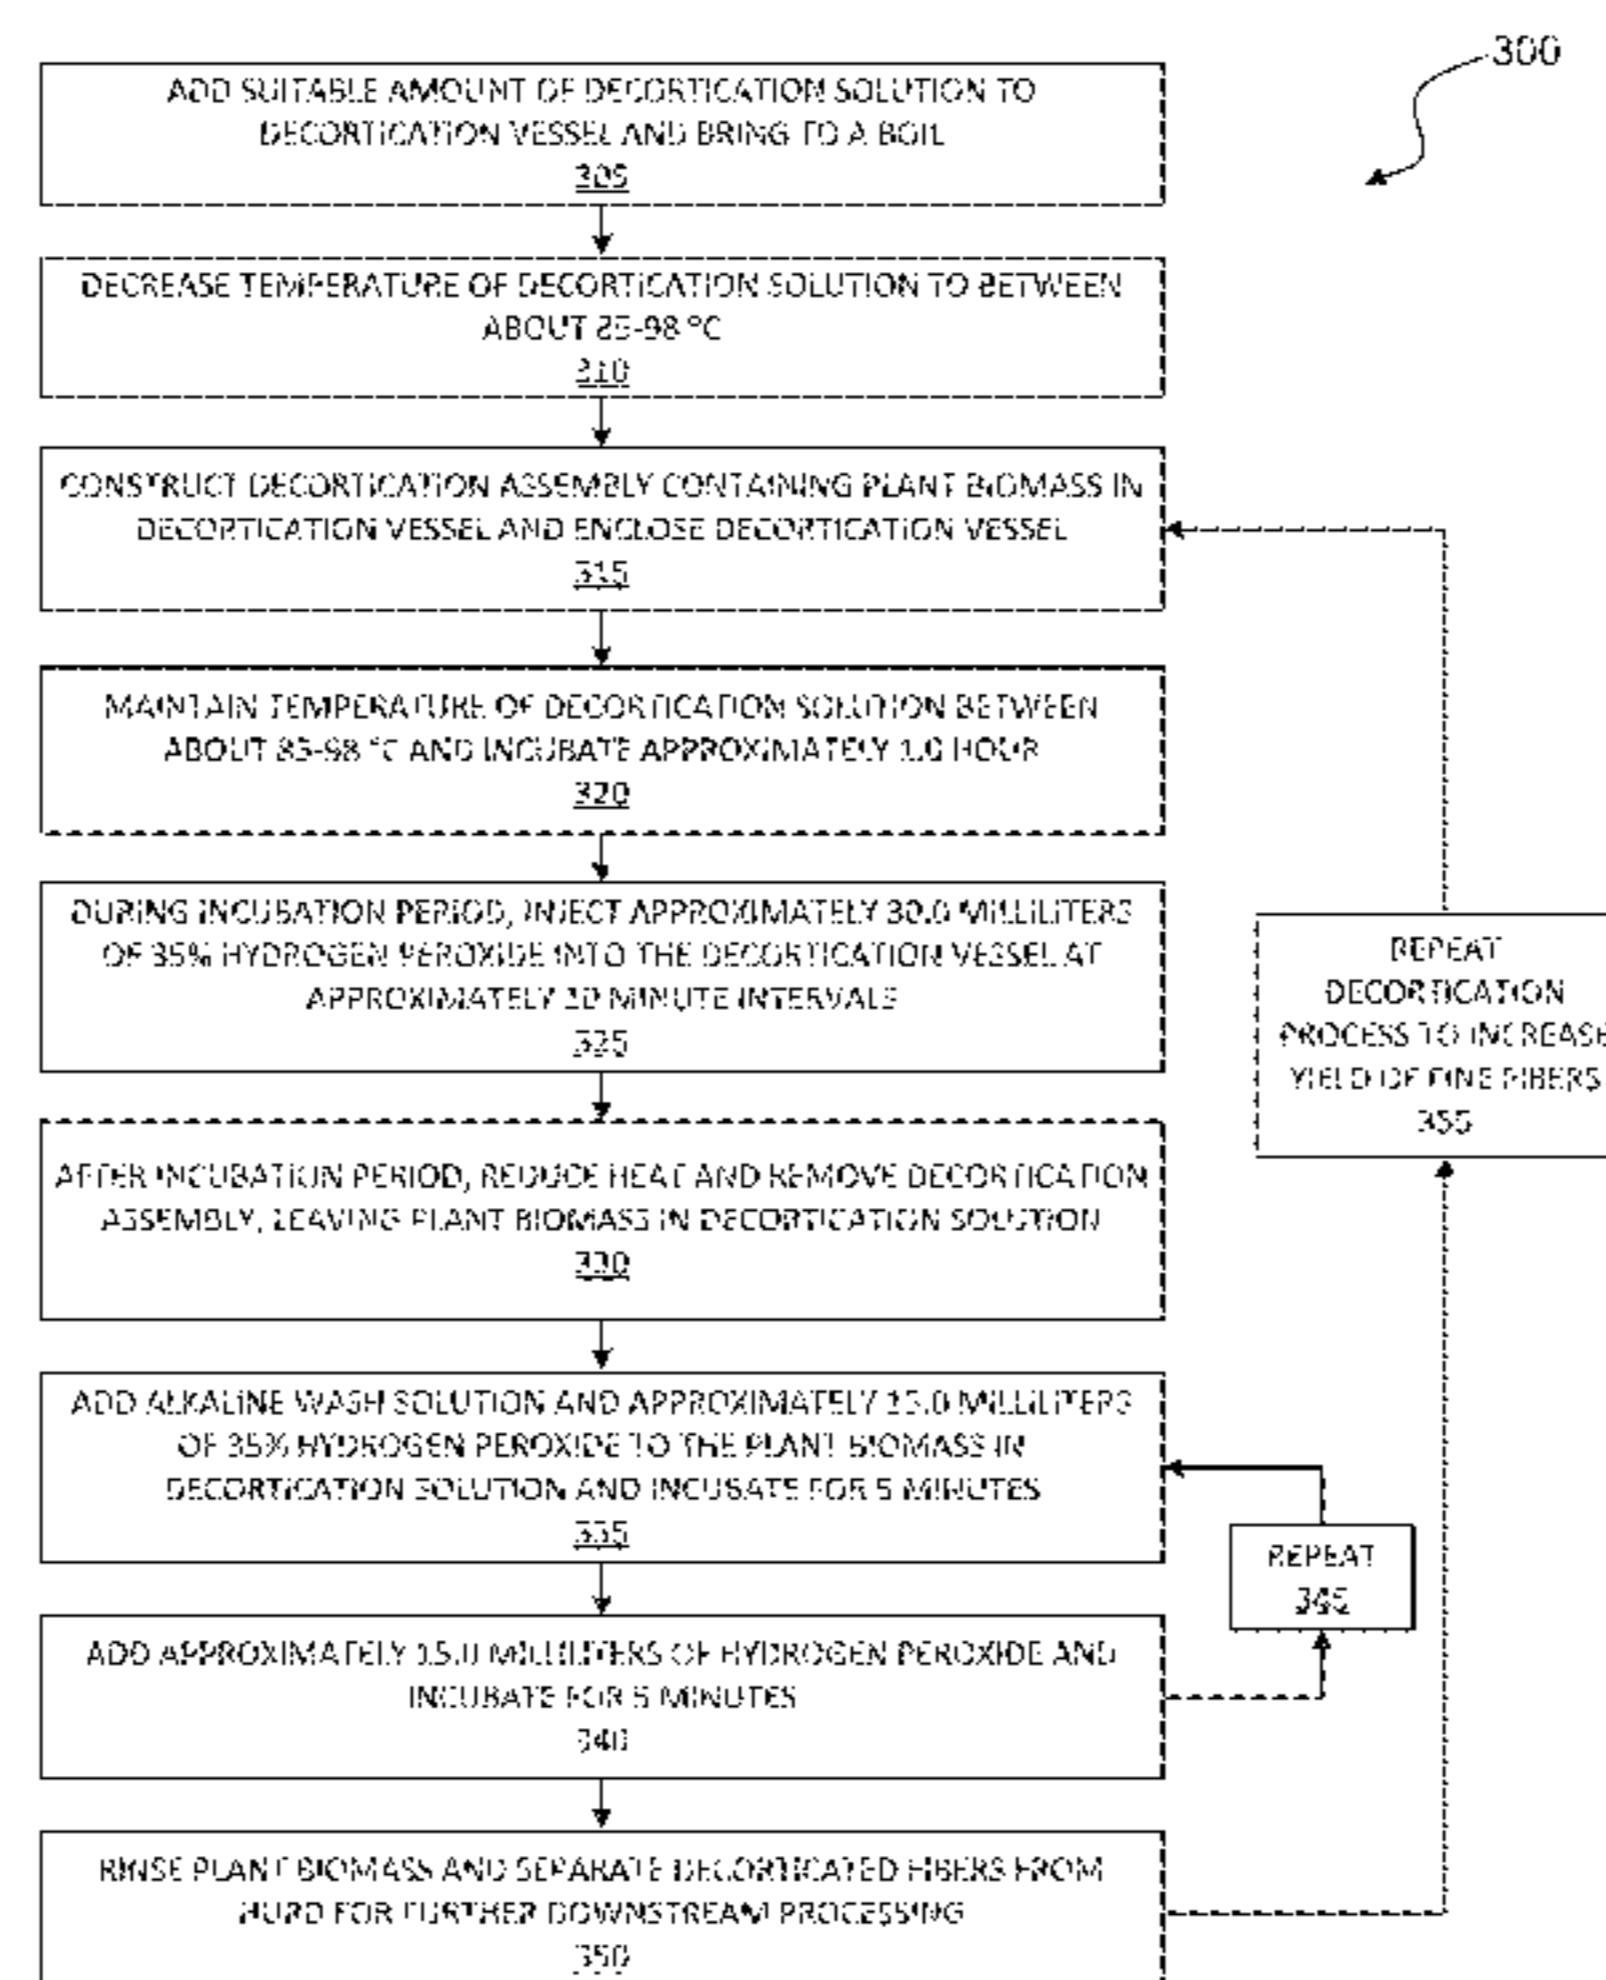 300
ADD SUITABLE AMOUNT OF DECORTICATION SOLUTION TO
DECORTICATION VESSEL AND BRING TO A BOIL
305
DECREASE TEMPERATURE OF DECORTICATION SOLUTION TO BETWEEN
ABOUT 85-98 °C
310
CONSTRUCT DECORTICATION ASSEMBLY CONTAINING PLANT BIOMASS IN
DECORTICATION VESSEL AND ENCLOSE DECORTICATION VESSEL
315
MAINTAIN TEMPERATURE OF DECORTICATION SOLUTION BETWEEN
ABOUT 85-98 °C AND INCUBATE APPROXIMATELY 1.0 HOUR
320
DURING INCUBATION PERIOD, INJECT APPROXIMATELY 30.0 MILLILITERS
OF 35% HYDROGEN PEROXIDE INTO THE DECORTICATION VESSEL AT
APPROXIMATELY MINUTE INTERVALS
325
AFTER INCUBATION PERIOD, REDUCE HEAT AND REMOVE DECORTICATION
ASSEMBLY, LEAVING PLANT BIOMASS IN DECORTICATION SOLUTION
330
ADD ALKALINE WASH SOLUTION AND APPROXIMATELY 15.0 MILLILITERS
OF 35% HYDROGEN PEROXIDE TO THE PLANT BIOMASS IN
DECORTICATION SOLUTION AND INCUBATE FOR 5 MINUTES
335
ADD APPROXIMATELY 15.0 MILLILITERS OF HYDROGEN PEROXIDE AND
INCUBATE FOR 5 MINUTES
340
REPEAT
345
RINSE PLANT BIOMASS AND SEPARATE DECORTICATED FIBERS FROM
HURD FOR FURTHER DOWNSTREAM PROCESSING
350
REPEAT
DECORTICATION
PROCESS TO INCREASE
YIELD OF FINE FIBERS
355